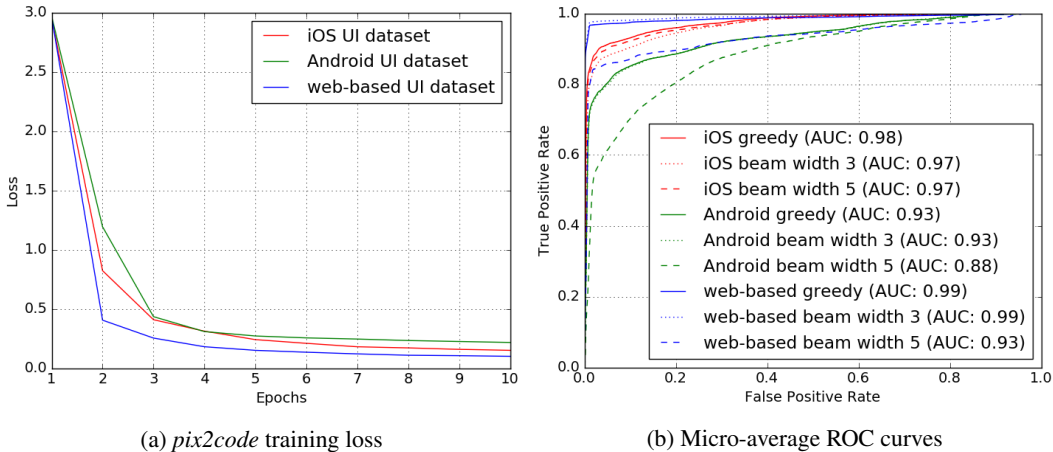 3.0
2.5
2.0
1.5
1.0
0.5
0.0
Loss
1 2 3 4 5 6 7 8 9 10
Epochs
iOS UI dataset
Android UI dataset
web-based UI dataset
(a) pix2code training loss
1.0
0.8
0.6
0.4
0.2
0.0
True Positive Rate
0.0 0.2 0.4 0.6 0.8 1.0
False Positive Rate
iOS greedy (AUC: 0.98)
iOS beam width 3 (AUC: 0.97)
iOS beam width 5 (AUC: 0.97)
Android greedy (AUC: 0.93)
Android beam width 3 (AUC: 0.93)
Android beam width 5 (AUC: 0.88)
web-based greedy (AUC: 0.99)
web-based beam width 3 (AUC: 0.99)
web-based beam width 5 (AUC: 0.93)
(b) Micro-average ROC curves